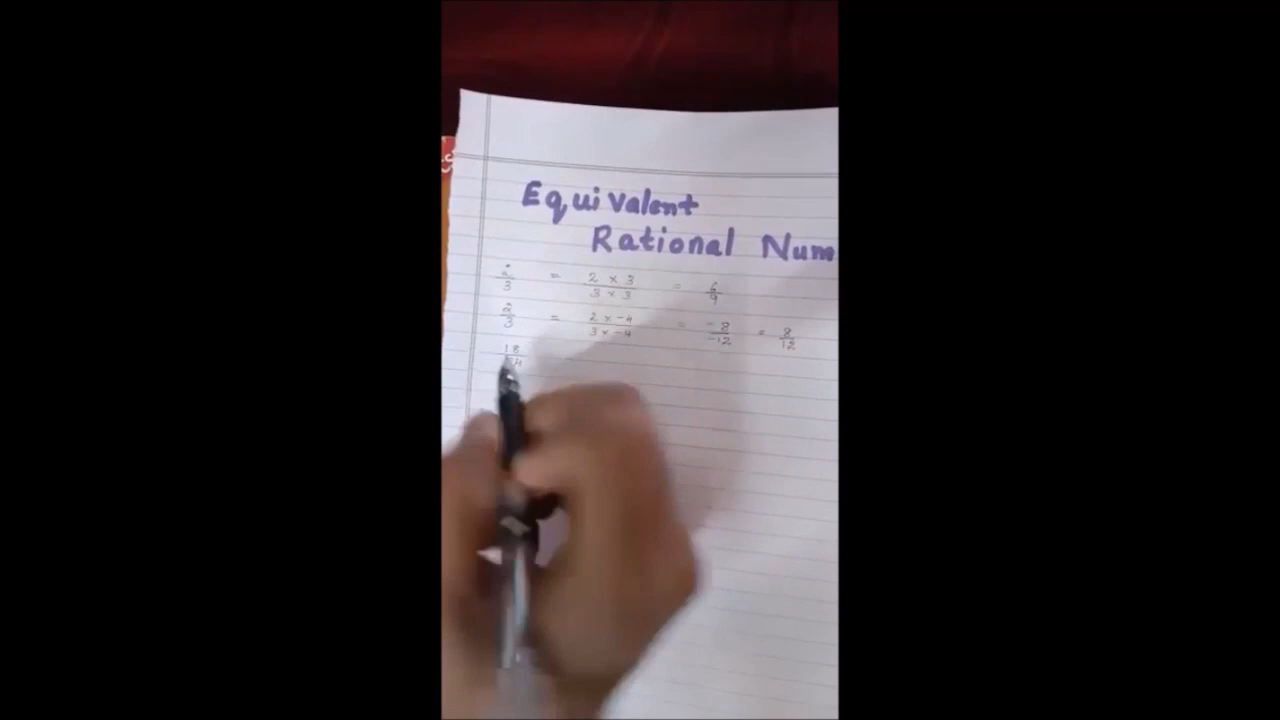 Equivalent
Rational Num
2/3 = 2 × 3 / 3 × 3 = 6/9
2/3 = 2 × -4 / 3 × -4 = -8/-12 = 8/12
18